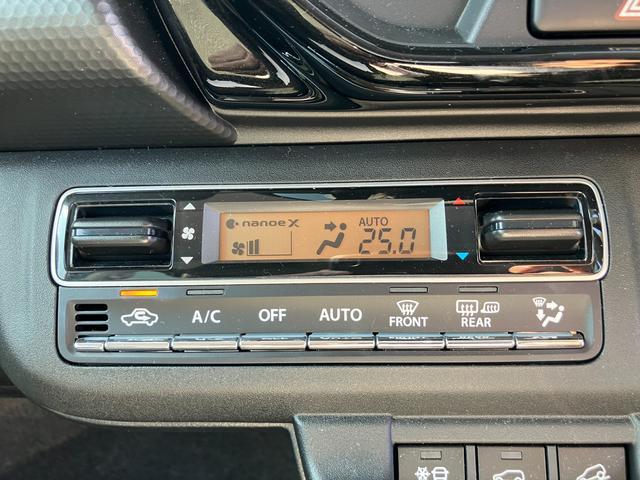 nanoe X
AUTO
25.0
A/C
OFF
AUTO
FRONT
REAR